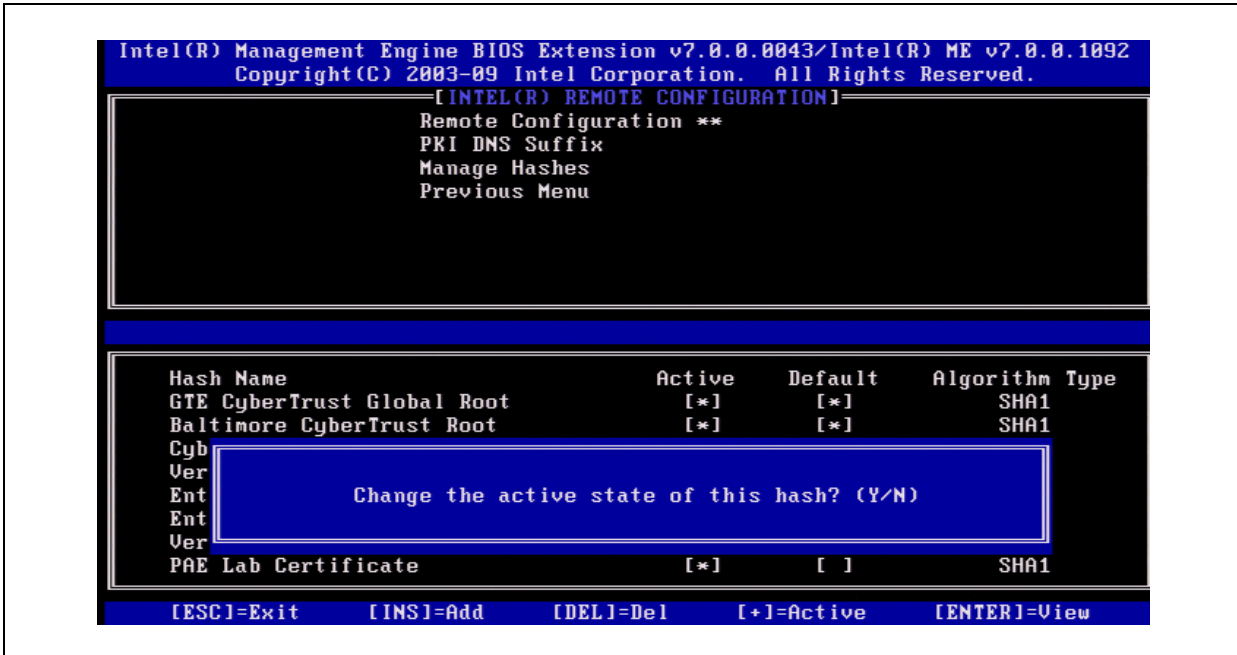 Intel(R) Management Engine BIOS Extension v7.0.0.0043/Intel(R) ME v7.0.0.1092
Copyright(C) 2003-09 Intel Corporation. All Rights Reserved.
[INTEL(R) REMOTE CONFIGURATION]
Remote Configuration **
PKI DNS Suffix
Manage Hashes
Previous Menu
Hash Name Active Default Algorithm Type
GTE CyberTrust Global Root [*] [*] SHA1
Baltimore CyberTrust Root [*] [*] SHA1
Cyb
Ver
Ent
Change the active state of this hash? (Y/N)
Ent
Ver
PAE Lab Certificate [*] [ ] SHA1
[ESC]=Exit [INS]=Add [DEL]=Del [+]=Active [ENTER]=View